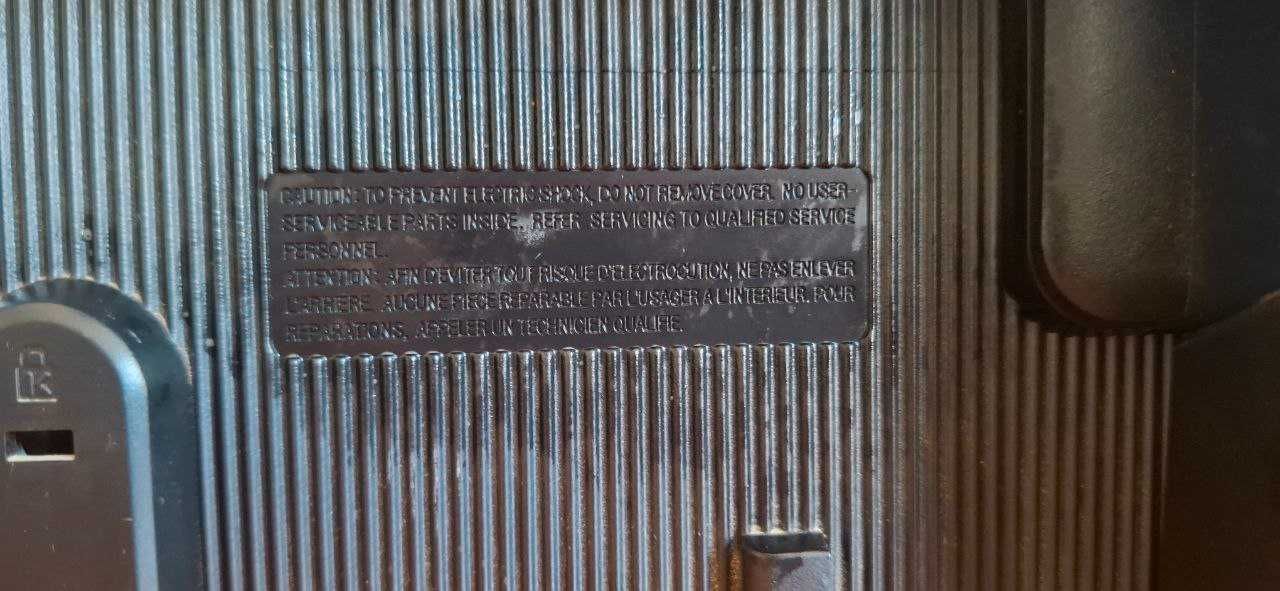 CAUTION: TO PREVENT ELECTRIC SHOCK, DO NOT REMOVE COVER. NO USER-
SERVICEABLE PARTS INSIDE. REFER SERVICING TO QUALIFIED SERVICE
PERSONNEL.
ATTENTION: AFIN D'EVITER TOUT RISQUE D'ELECTROCUTION, NE PAS ENLEVER
L'ARRIERE. AUCUNE PIECE REPARABLE PAR L'USAGER A L'INTERIEUR. POUR
REPARATIONS, APPELER UN TECHNICIEN QUALIFIE.
K